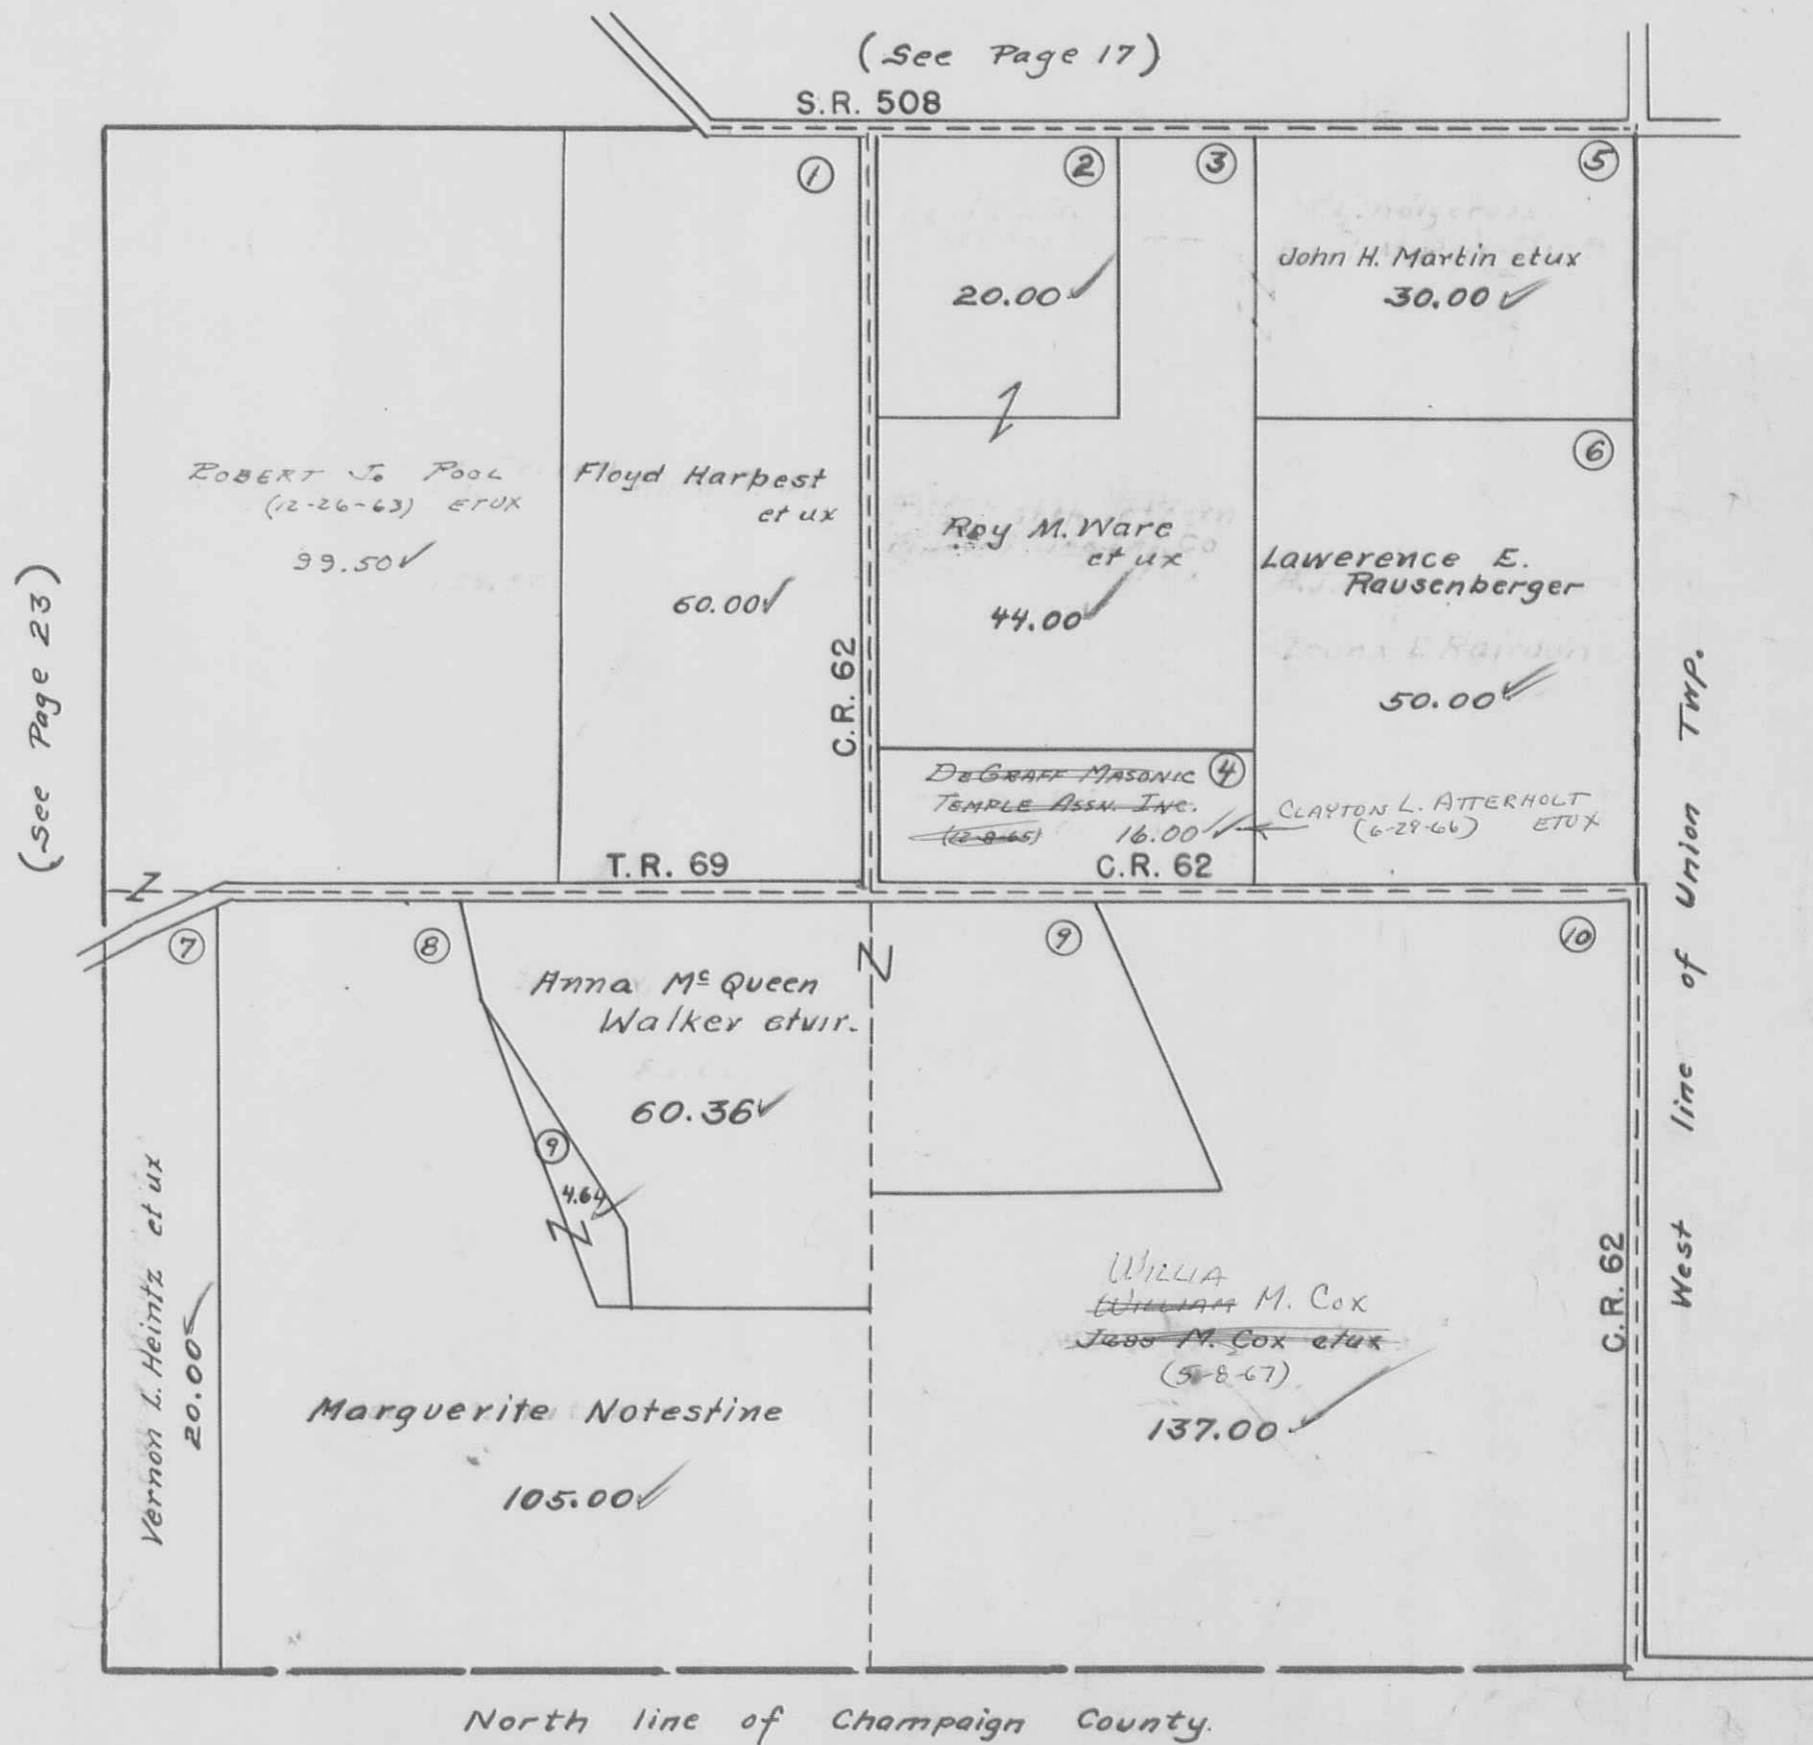 (See Page 17)
S.R. 508
①
②
③
⑤
20.00
John H. Martin etux
30.00
⑥
ROBERT J. POOL
(12-26-63) ETUX
99.50
Floyd Harbest
et ux
60.00
C.R. 62
Roy M. Ware
et ux
44.00
Lawerence E.
Rausenberger
50.00
(See Page 23)
DEGRAFF MASONIC
TEMPLE ASSN. INC.
(12-8-65)
16.00
④
CLAYTON L. ATTERHOLT
(6-29-66) ETUX
T.R. 69
C.R. 62
West line of Union Twp.
⑦
⑧
Anna Mc Queen
Walker etvir.
60.36
⑨
4.64
⑨
⑩
Vernon L. Heintz et ux
20.00
Marguerite Notestine
105.00
WILLIA
WILLIAM M. Cox
Jess M. Cox etux
(5-8-67)
137.00
C.R. 62
North line of Champaign County.